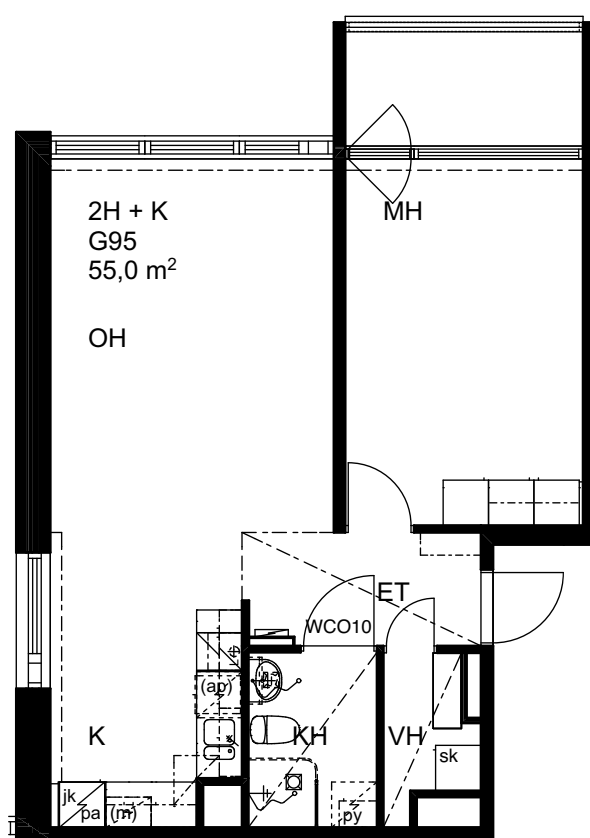 2H + K
G95
55,0 m²
MH
OH
ET
WCO10
(ap)
K
KH
VH
sk
jk
pa
(m)
py